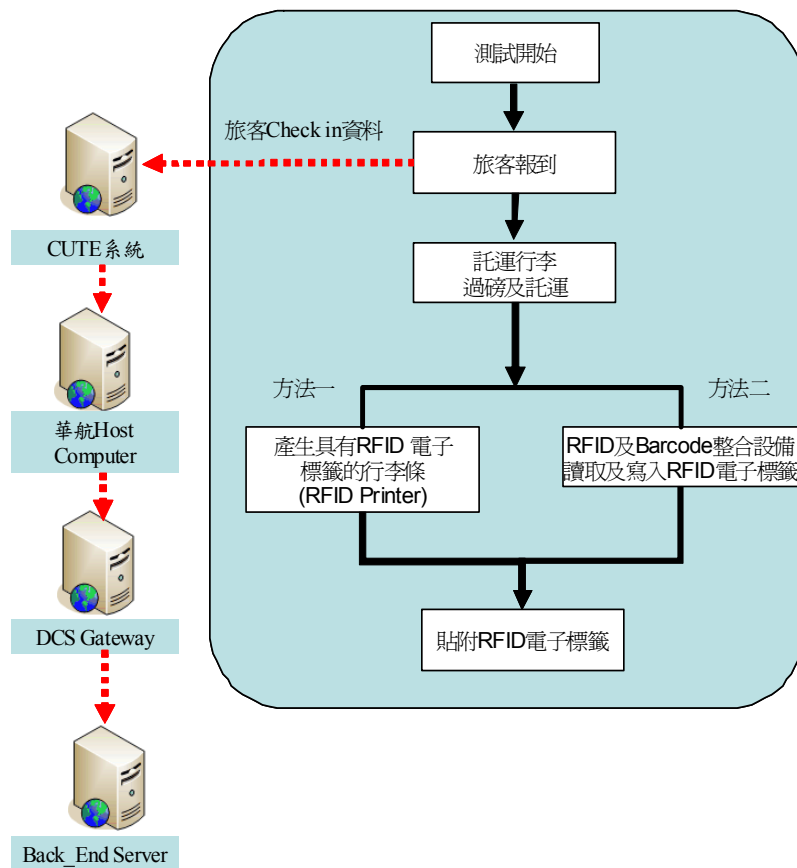 測試開始
旅客Check in資料
旅客報到
CUTE系統
託運行李
過磅及託運
華航Host
Computer
方法一
方法二
產生具有RFID 電子
標籤的行李條
(RFID Printer)
RFID及Barcode整合設備
讀取及寫入RFID電子標籤
DCS Gateway
貼附RFID電子標籤
Back_End Server